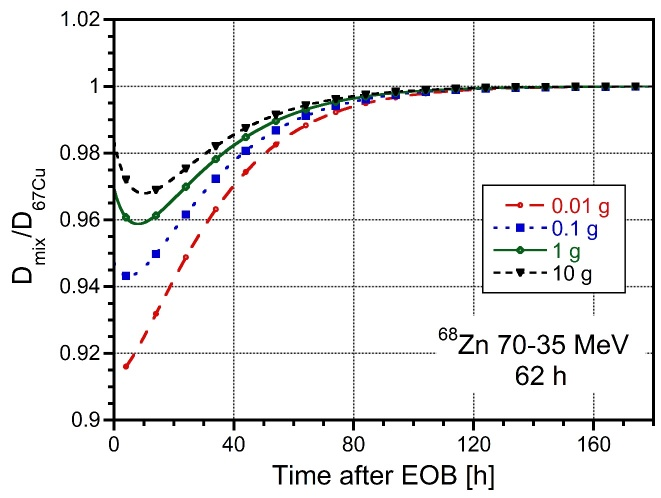 1.02
1
0.98
0.96
0.94
0.92
0.9
D_mix/D_67Cu
0.01 g
0.1 g
1 g
10 g
⁶⁸Zn 70-35 MeV
62 h
0 40 80 120 160
Time after EOB [h]